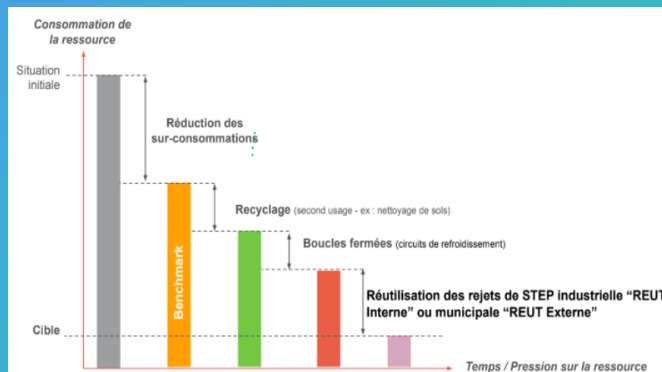 Consommation de
la ressource
Situation
initiale
Réduction des
sur-consommations
Recyclage (second usage - ex : nettoyage de sols)
Boucles fermées (circuits de refroidissement)
Benchmark
Réutilisation des rejets de STEP industrielle “REUT
Interne” ou municipale “REUT Externe”
Cible
Temps / Pression sur la ressource